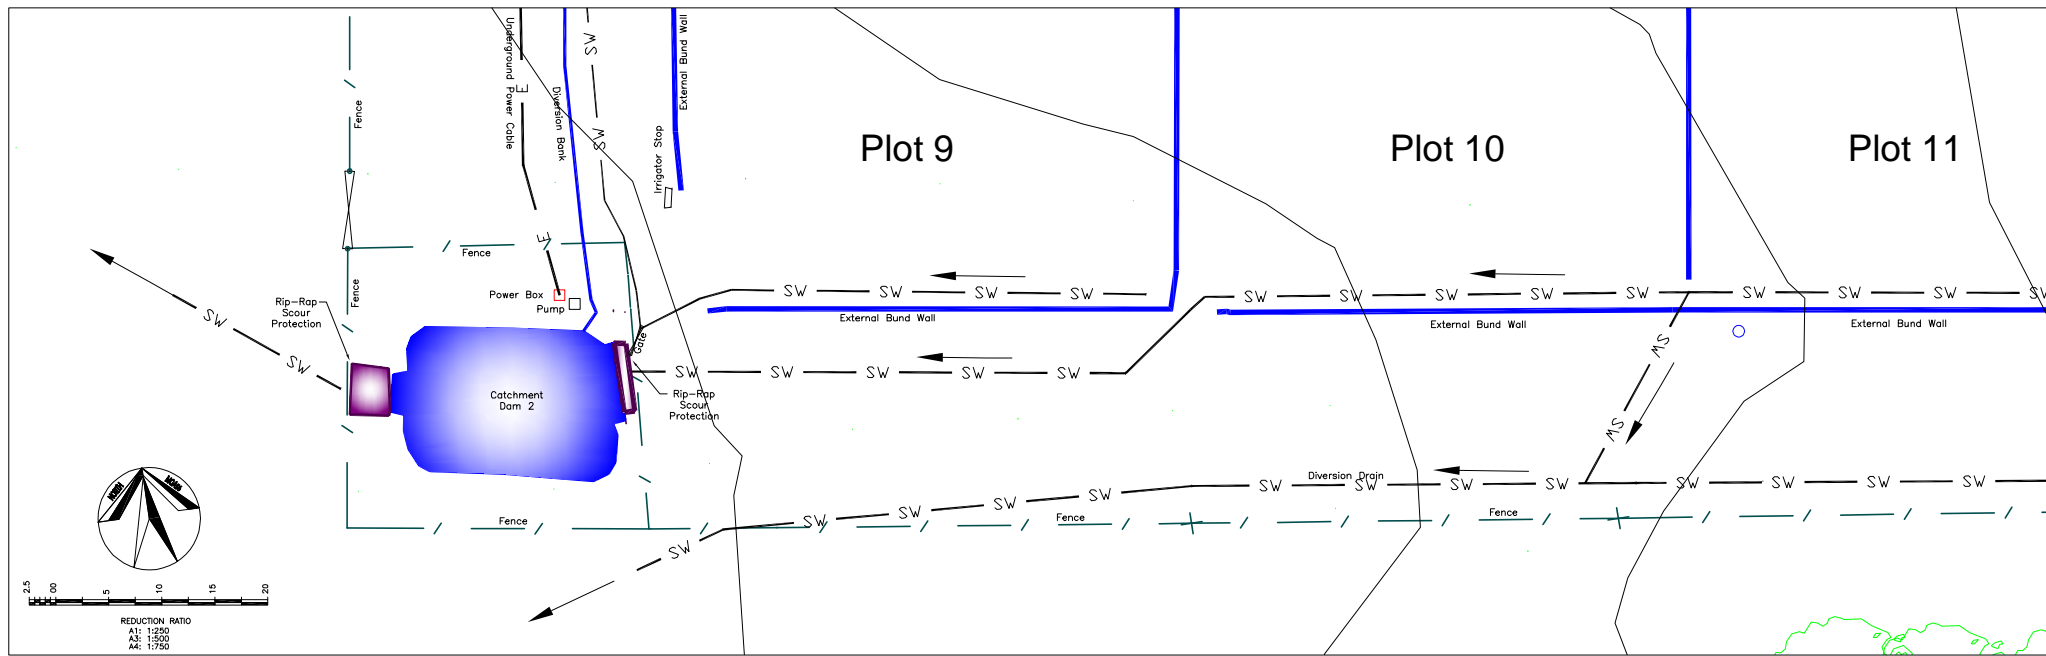 Underground Power Cable
E
Diversion Bank
SW
External Bund Wall
Fence
SW
Irrigator Stop
Plot 9
Plot 10
Plot 11
E
Fence
Fence
Power Box
Pump
Rip-Rap
Scour
Protection
Gate
SW SW SW SW
SW SW SW SW SW
SW SW SW SW
External Bund Wall
External Bund Wall
External Bund Wall
SW
SW
SW
SW
SW SW SW SW SW
Catchment
Dam 2
Rip-Rap
Scour
Protection
Diversion Drain
SW SW SW SW
SW SW SW SW
SW SW SW SW
SW
Fence
Fence
Fence
NORTH
2.5 00 5 10 15 20
REDUCTION RATIO
A1: 1:250
A3: 1:500
A4: 1:750